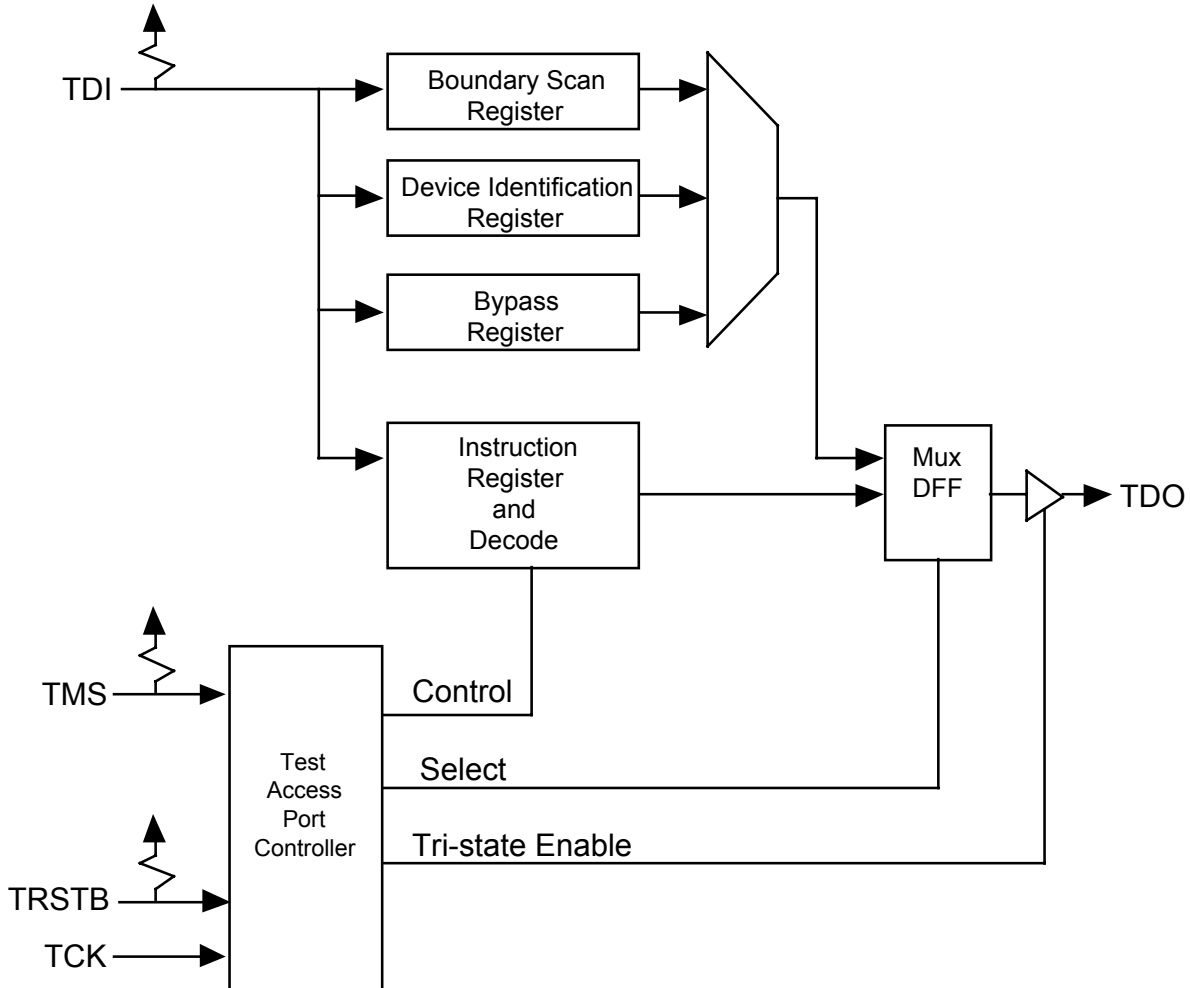 TDI
Boundary Scan
Register
Device Identification
Register
Bypass
Register
Instruction
Register
and
Decode
Mux
DFF
TDO
TMS
Control
Test
Access
Port
Controller
Select
Tri-state Enable
TRSTB
TCK